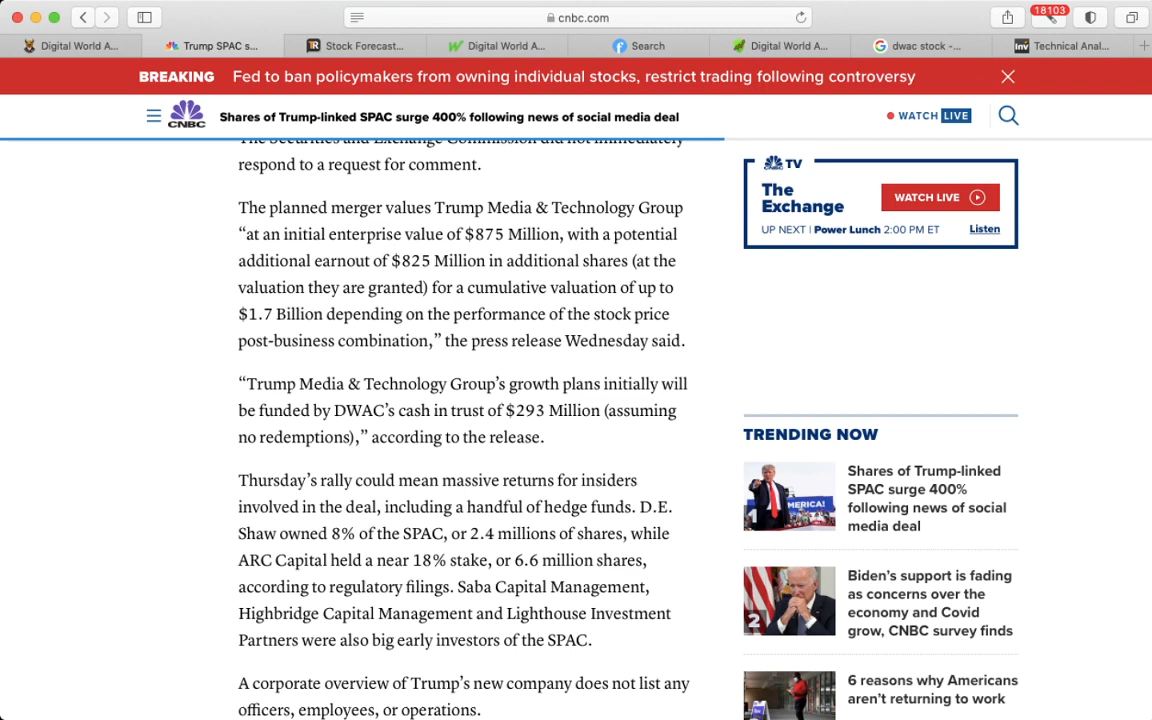 cnbc.com
18103
Digital World A...
Trump SPAC s...
Stock Forecast...
Digital World A...
Search
Digital World A...
dwac stock -...
Technical Anal...
BREAKING Fed to ban policymakers from owning individual stocks, restrict trading following controversy
CNBC
Shares of Trump-linked SPAC surge 400% following news of social media deal
WATCH LIVE
The Securities and Exchange Commission did not immediately
respond to a request for comment.
The planned merger values Trump Media & Technology Group
“at an initial enterprise value of $875 Million, with a potential
additional earnout of $825 Million in additional shares (at the
valuation they are granted) for a cumulative valuation of up to
$1.7 Billion depending on the performance of the stock price
post-business combination,” the press release Wednesday said.
“Trump Media & Technology Group’s growth plans initially will
be funded by DWAC’s cash in trust of $293 Million (assuming
no redemptions),” according to the release.
Thursday’s rally could mean massive returns for insiders
involved in the deal, including a handful of hedge funds. D.E.
Shaw owned 8% of the SPAC, or 2.4 millions of shares, while
ARC Capital held a near 18% stake, or 6.6 million shares,
according to regulatory filings. Saba Capital Management,
Highbridge Capital Management and Lighthouse Investment
Partners were also big early investors of the SPAC.
A corporate overview of Trump’s new company does not list any
officers, employees, or operations.
TV
The
Exchange
WATCH LIVE
UP NEXT | Power Lunch 2:00 PM ET
Listen
TRENDING NOW
1
MERICA!
Shares of Trump-linked
SPAC surge 400%
following news of social
media deal
2
Biden’s support is fading
as concerns over the
economy and Covid
grow, CNBC survey finds
6 reasons why Americans
aren’t returning to work